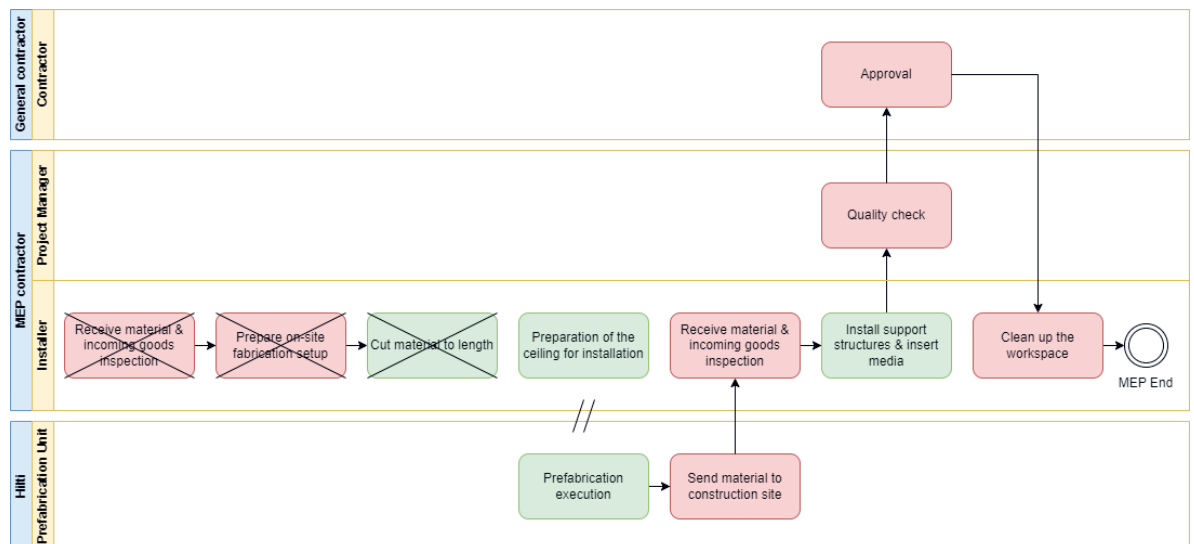 General contractor
Contractor
Approval
MEP contractor
Project Manager
Quality check
Installer
Receive material &
incoming goods
inspection
Prepare on-site
fabrication setup
Cut material to length
Preparation of the
ceiling for installation
Receive material &
incoming goods
inspection
Install support
structures & insert
media
Clean up the
workspace
MEP End
//
Hilti
Prefabrication Unit
Prefabrication
execution
Send material to
construction site